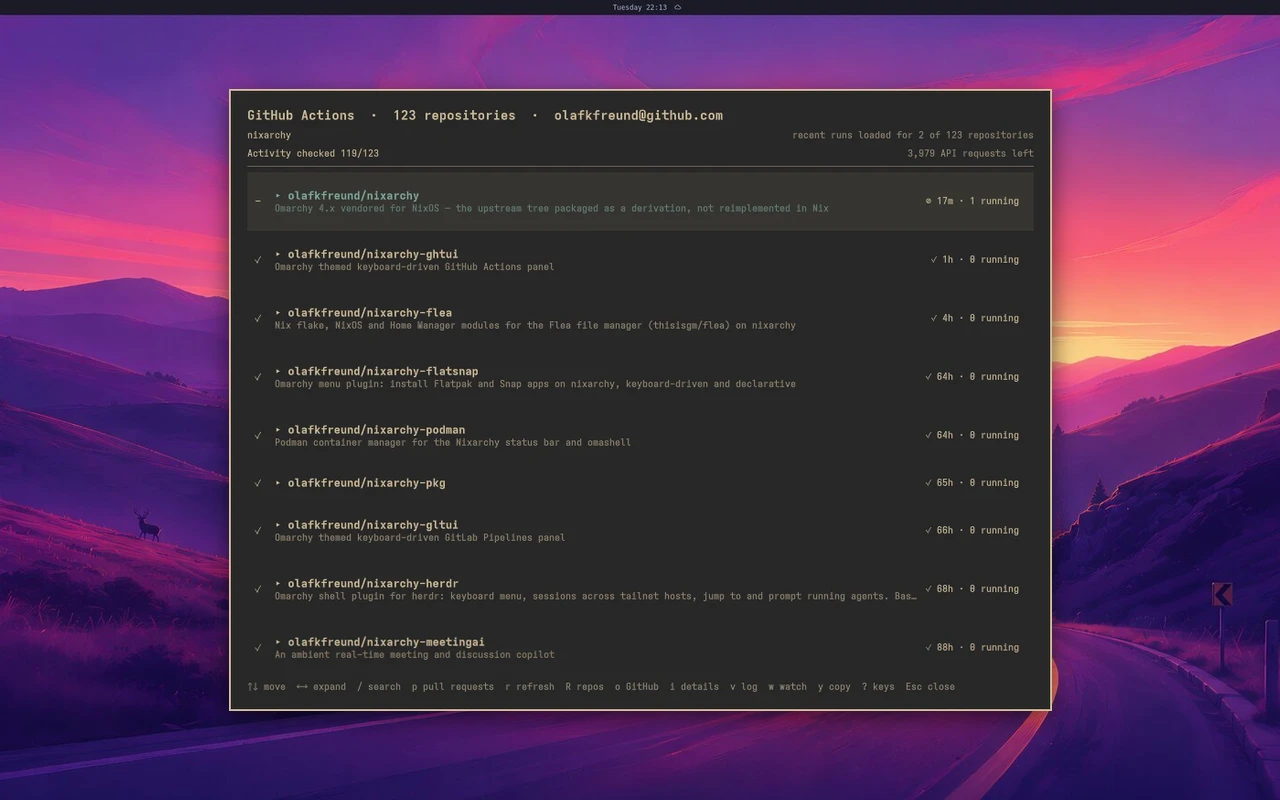 Tuesday 22:13
GitHub Actions · 123 repositories · olafkfreund@github.com
nixarchy
recent runs loaded for 2 of 123 repositories
Activity checked 119/123
3,979 API requests left
– ▸ olafkfreund/nixarchy
Omarchy 4.x vendored for NixOS — the upstream tree packaged as a derivation, not reimplemented in Nix
⊘ 17m · 1 running
✓ ▸ olafkfreund/nixarchy-ghtui
Omarchy themed keyboard-driven GitHub Actions panel
✓ 1h · 0 running
✓ ▸ olafkfreund/nixarchy-flea
Nix flake, NixOS and Home Manager modules for the Flea file manager (thisisgm/flea) on nixarchy
✓ 4h · 0 running
✓ ▸ olafkfreund/nixarchy-flatsnap
Omarchy menu plugin: install Flatpak and Snap apps on nixarchy, keyboard-driven and declarative
✓ 64h · 0 running
✓ ▸ olafkfreund/nixarchy-podman
Podman container manager for the Nixarchy status bar and omashell
✓ 64h · 0 running
✓ ▸ olafkfreund/nixarchy-pkg
✓ 65h · 0 running
✓ ▸ olafkfreund/nixarchy-gltui
Omarchy themed keyboard-driven GitLab Pipelines panel
✓ 66h · 0 running
✓ ▸ olafkfreund/nixarchy-herdr
Omarchy shell plugin for herdr: keyboard menu, sessions across tailnet hosts, jump to and prompt running agents. Bas…
✓ 68h · 0 running
✓ ▸ olafkfreund/nixarchy-meetingai
An ambient real-time meeting and discussion copilot
✓ 88h · 0 running
↑↓ move ←→ expand / search p pull requests r refresh R repos o GitHub i details v log w watch y copy ? keys Esc close